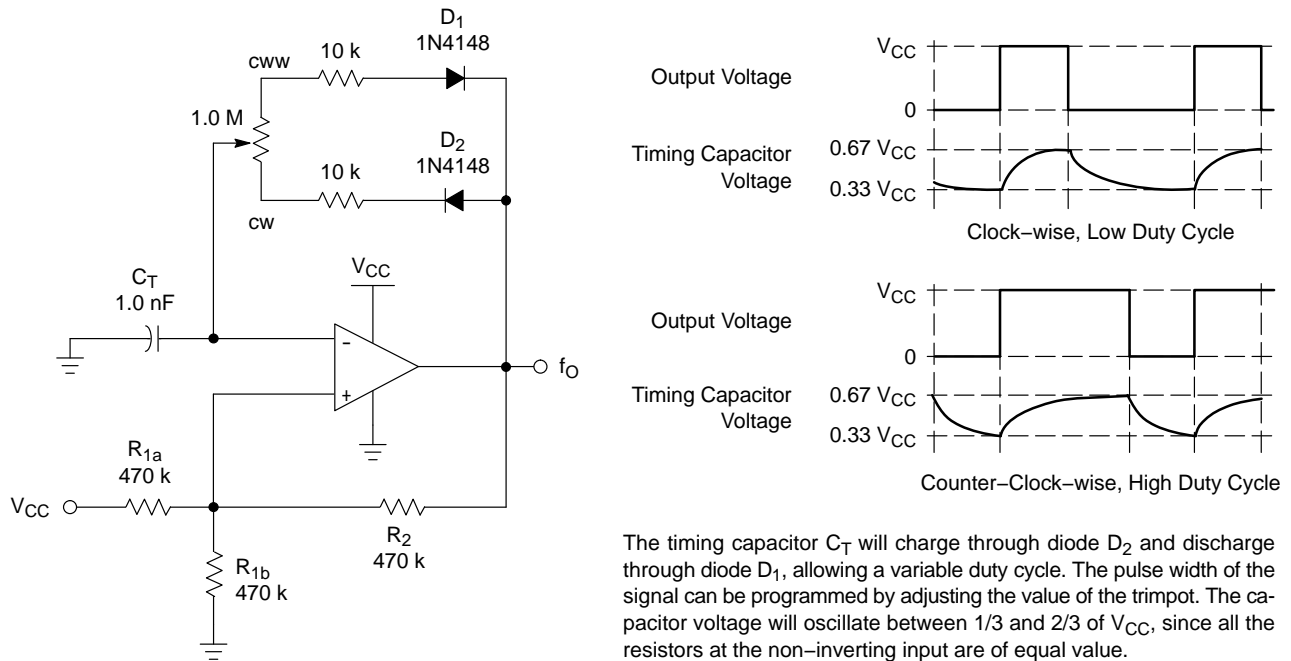 D1
1N4148
10 k
cww
1.0 M
D2
1N4148
10 k
cw
CT
1.0 nF
VCC
-
+
fO
R1a
470 k
VCC
R2
470 k
R1b
470 k
VCC
Output Voltage
0
Timing Capacitor
Voltage
0.67 VCC
0.33 VCC
Clock−wise, Low Duty Cycle
VCC
Output Voltage
0
Timing Capacitor
Voltage
0.67 VCC
0.33 VCC
Counter−Clock−wise, High Duty Cycle
The timing capacitor CT will charge through diode D2 and discharge
through diode D1, allowing a variable duty cycle. The pulse width of the
signal can be programmed by adjusting the value of the trimpot. The ca-
pacitor voltage will oscillate between 1/3 and 2/3 of VCC, since all the
resistors at the non−inverting input are of equal value.